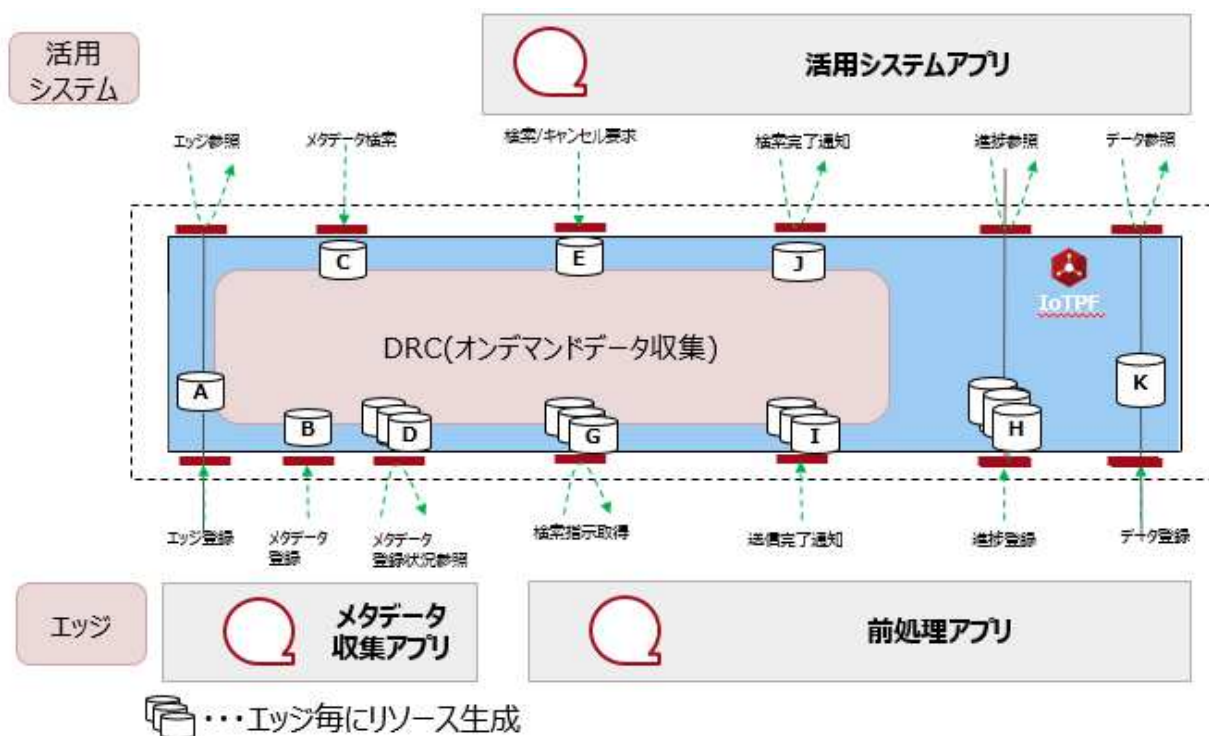 活用
システム
活用システムアプリ
エッジ参照
メタデータ検索
検索/キャンセル要求
検索完了通知
進捗参照
データ参照
C
E
J
IoTPF
DRC(オンデマンドデータ収集)
A
B
D
G
I
H
K
エッジ登録
メタデータ
登録
メタデータ
登録状況参照
検索指示取得
送信完了通知
進捗登録
データ登録
エッジ
メタデータ
収集アプリ
前処理アプリ
・・・エッジ毎にリソース生成